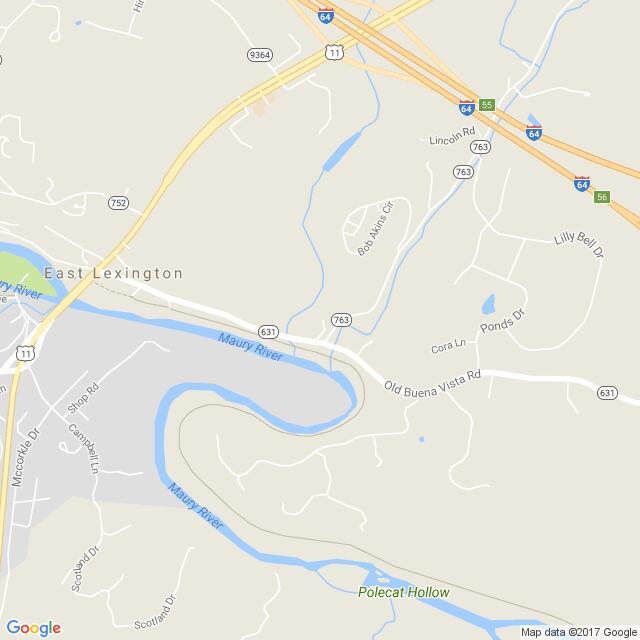 64
64
11
9364
55
64
64
Lincoln Rd
763
763
64
56
752
Bob Akins Cir
Lilly Bell Dr
East Lexington
Maury River
763
631
Ponds Dr
Cora Ln
Maury River
11
Old Buena Vista Rd
631
Shop Rd
Mccorkle Dr
Campbell Ln
Maury River
Scotland Dr
Polecat Hollow
Scotland Dr
Google
Map data ©2017 Google